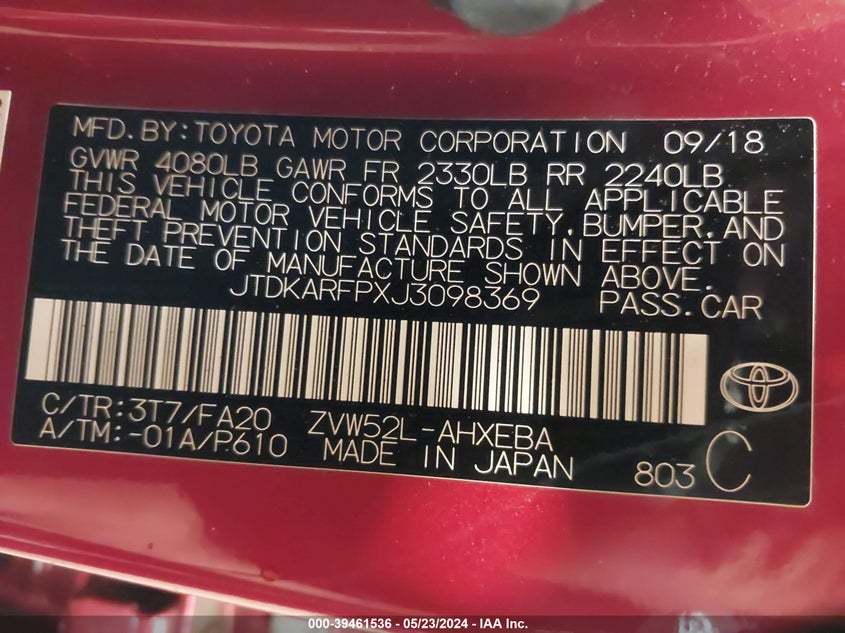 MFD.BY:TOYOTA MOTOR CORPORATION 09/18
GVWR 4080LB GAWR FR 2330LB RR 2240LB
THIS VEHICLE CONFORMS TO ALL APPLICABLE
FEDERAL MOTOR VEHICLE SAFETY,BUMPER,AND
THEFT PREVENTION STANDARDS IN EFFECT ON
THE DATE OF MANUFACTURE SHOWN ABOVE.
JTDKARFPXJ3098369 PASS.CAR
C/TR:3T7/FA20 ZVW52L-AHXEBA
A/TM:-01A/P610 MADE IN JAPAN 803 C
000-39461536 - 05/23/2024 - IAA Inc.